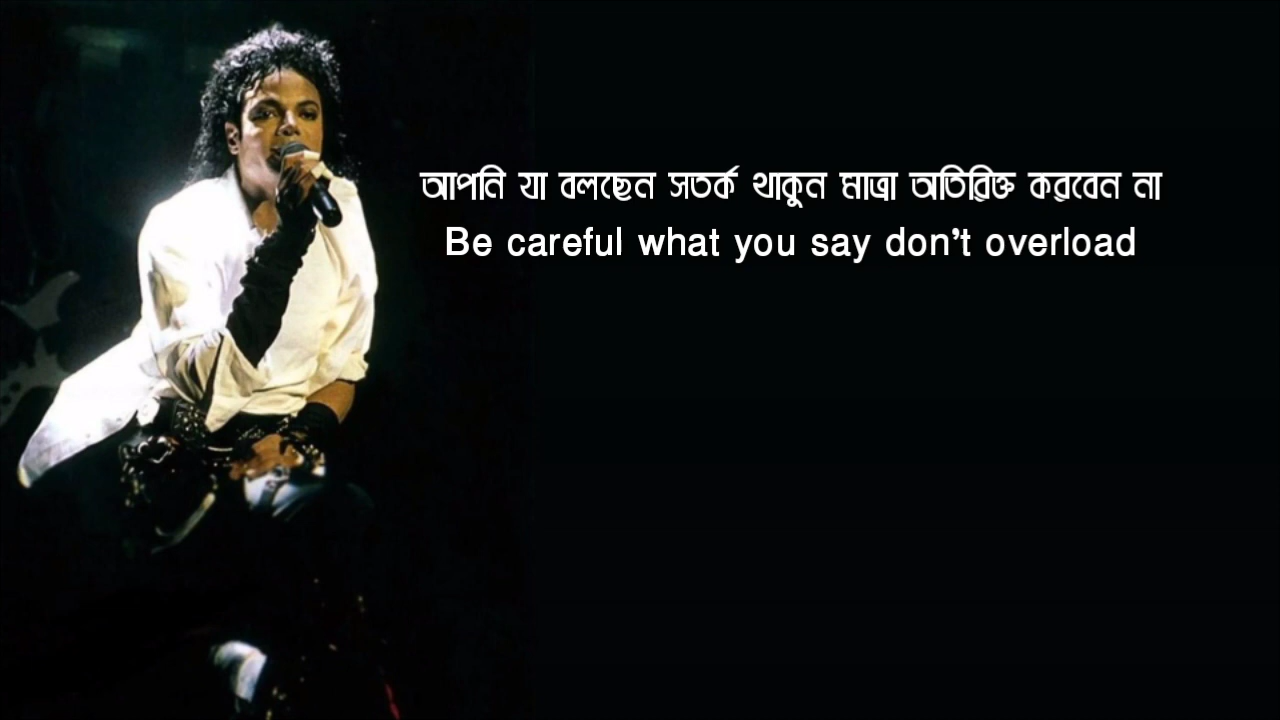 আপনি যা বলছেন সতর্ক থাকুন মাত্রা অতিরিক্ত করবেন না
Be careful what you say don't overload